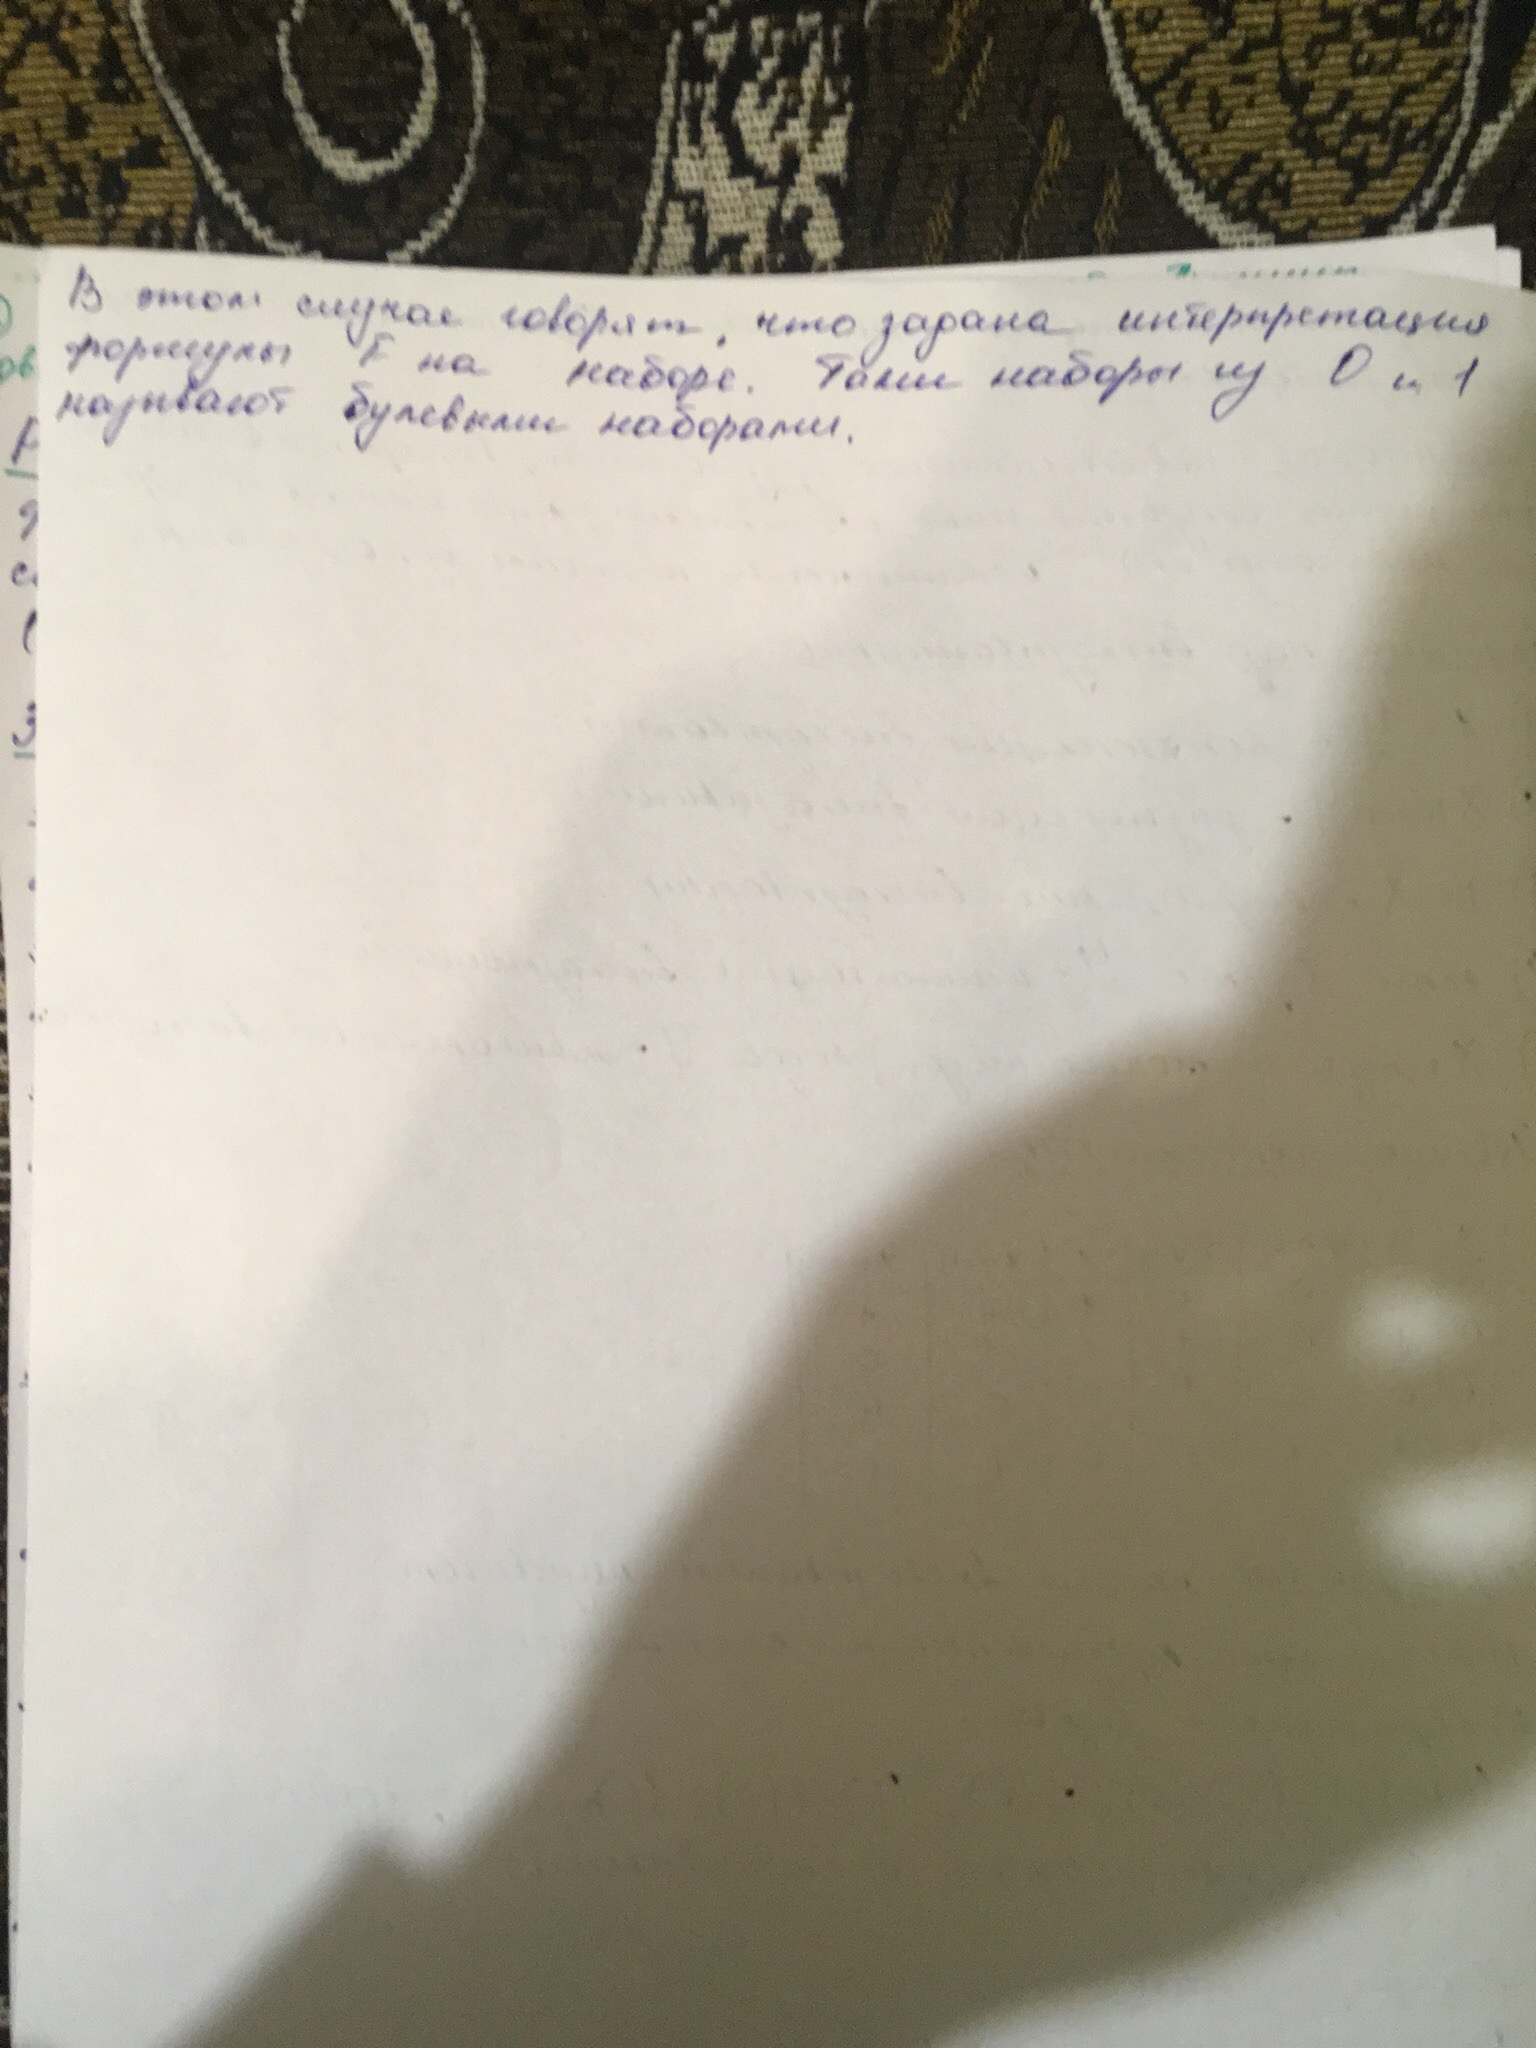 В этом случае говорят, что задана интерпретация
формулы F на наборе. Такие наборы из 0 и 1
называют булевыми наборами.